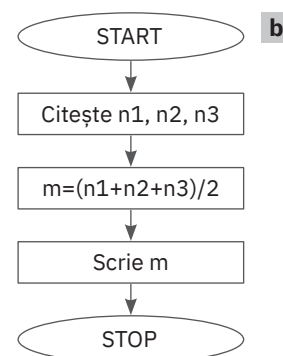 START
b
Citește n1, n2, n3
m=(n1+n2+n3)/2
Scrie m
STOP